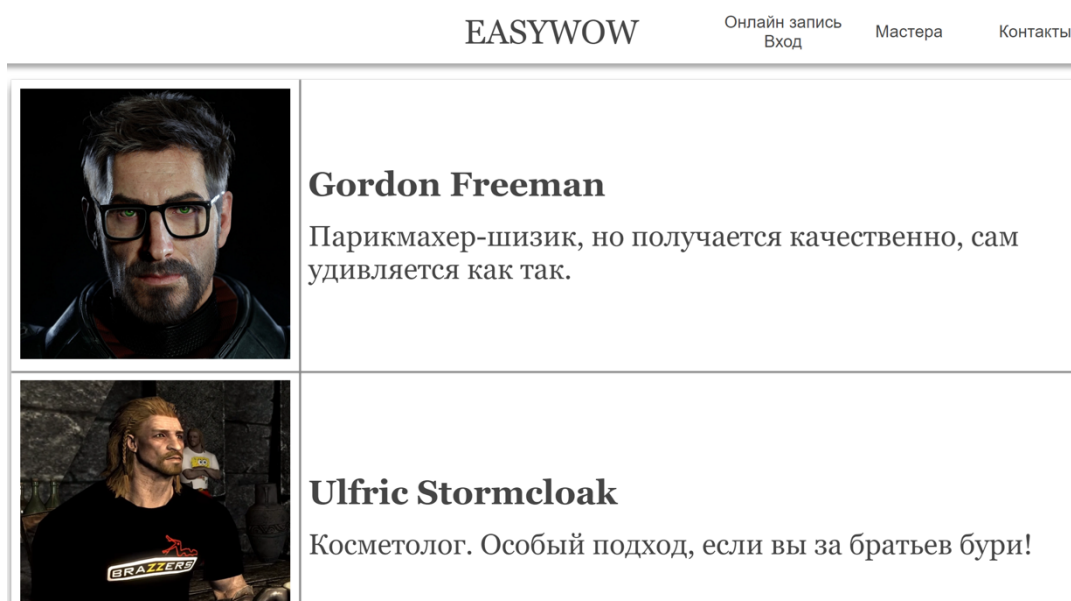 EASYWOW
Онлайн запись
Вход
Мастера
Контакты
Gordon Freeman
Парикмахер-шизик, но получается качественно, сам
удивляется как так.
Ulfric Stormcloak
Косметолог. Особый подход, если вы за братьев бури!
BRAZZERS